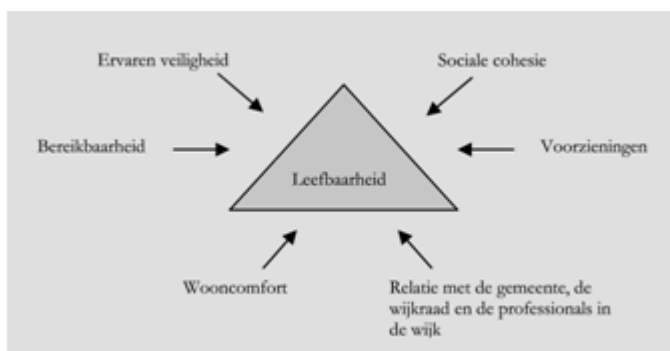 Ervaren veiligheid
Sociale cohesie
Bereikbaarheid
Voorzieningen
Leefbaarheid
Wooncomfort
Relatie met de gemeente, de
wijkraad en de professionals in
de wijk